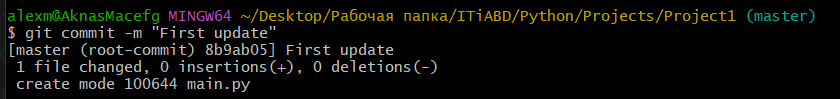 alexm@AknasMacefg MINGW64 ~/Desktop/Рабочая папка/ITiABD/Python/Projects/Project1 (master)
$ git commit -m "First update"
[master (root-commit) 8b9ab05] First update
 1 file changed, 0 insertions(+), 0 deletions(-)
 create mode 100644 main.py